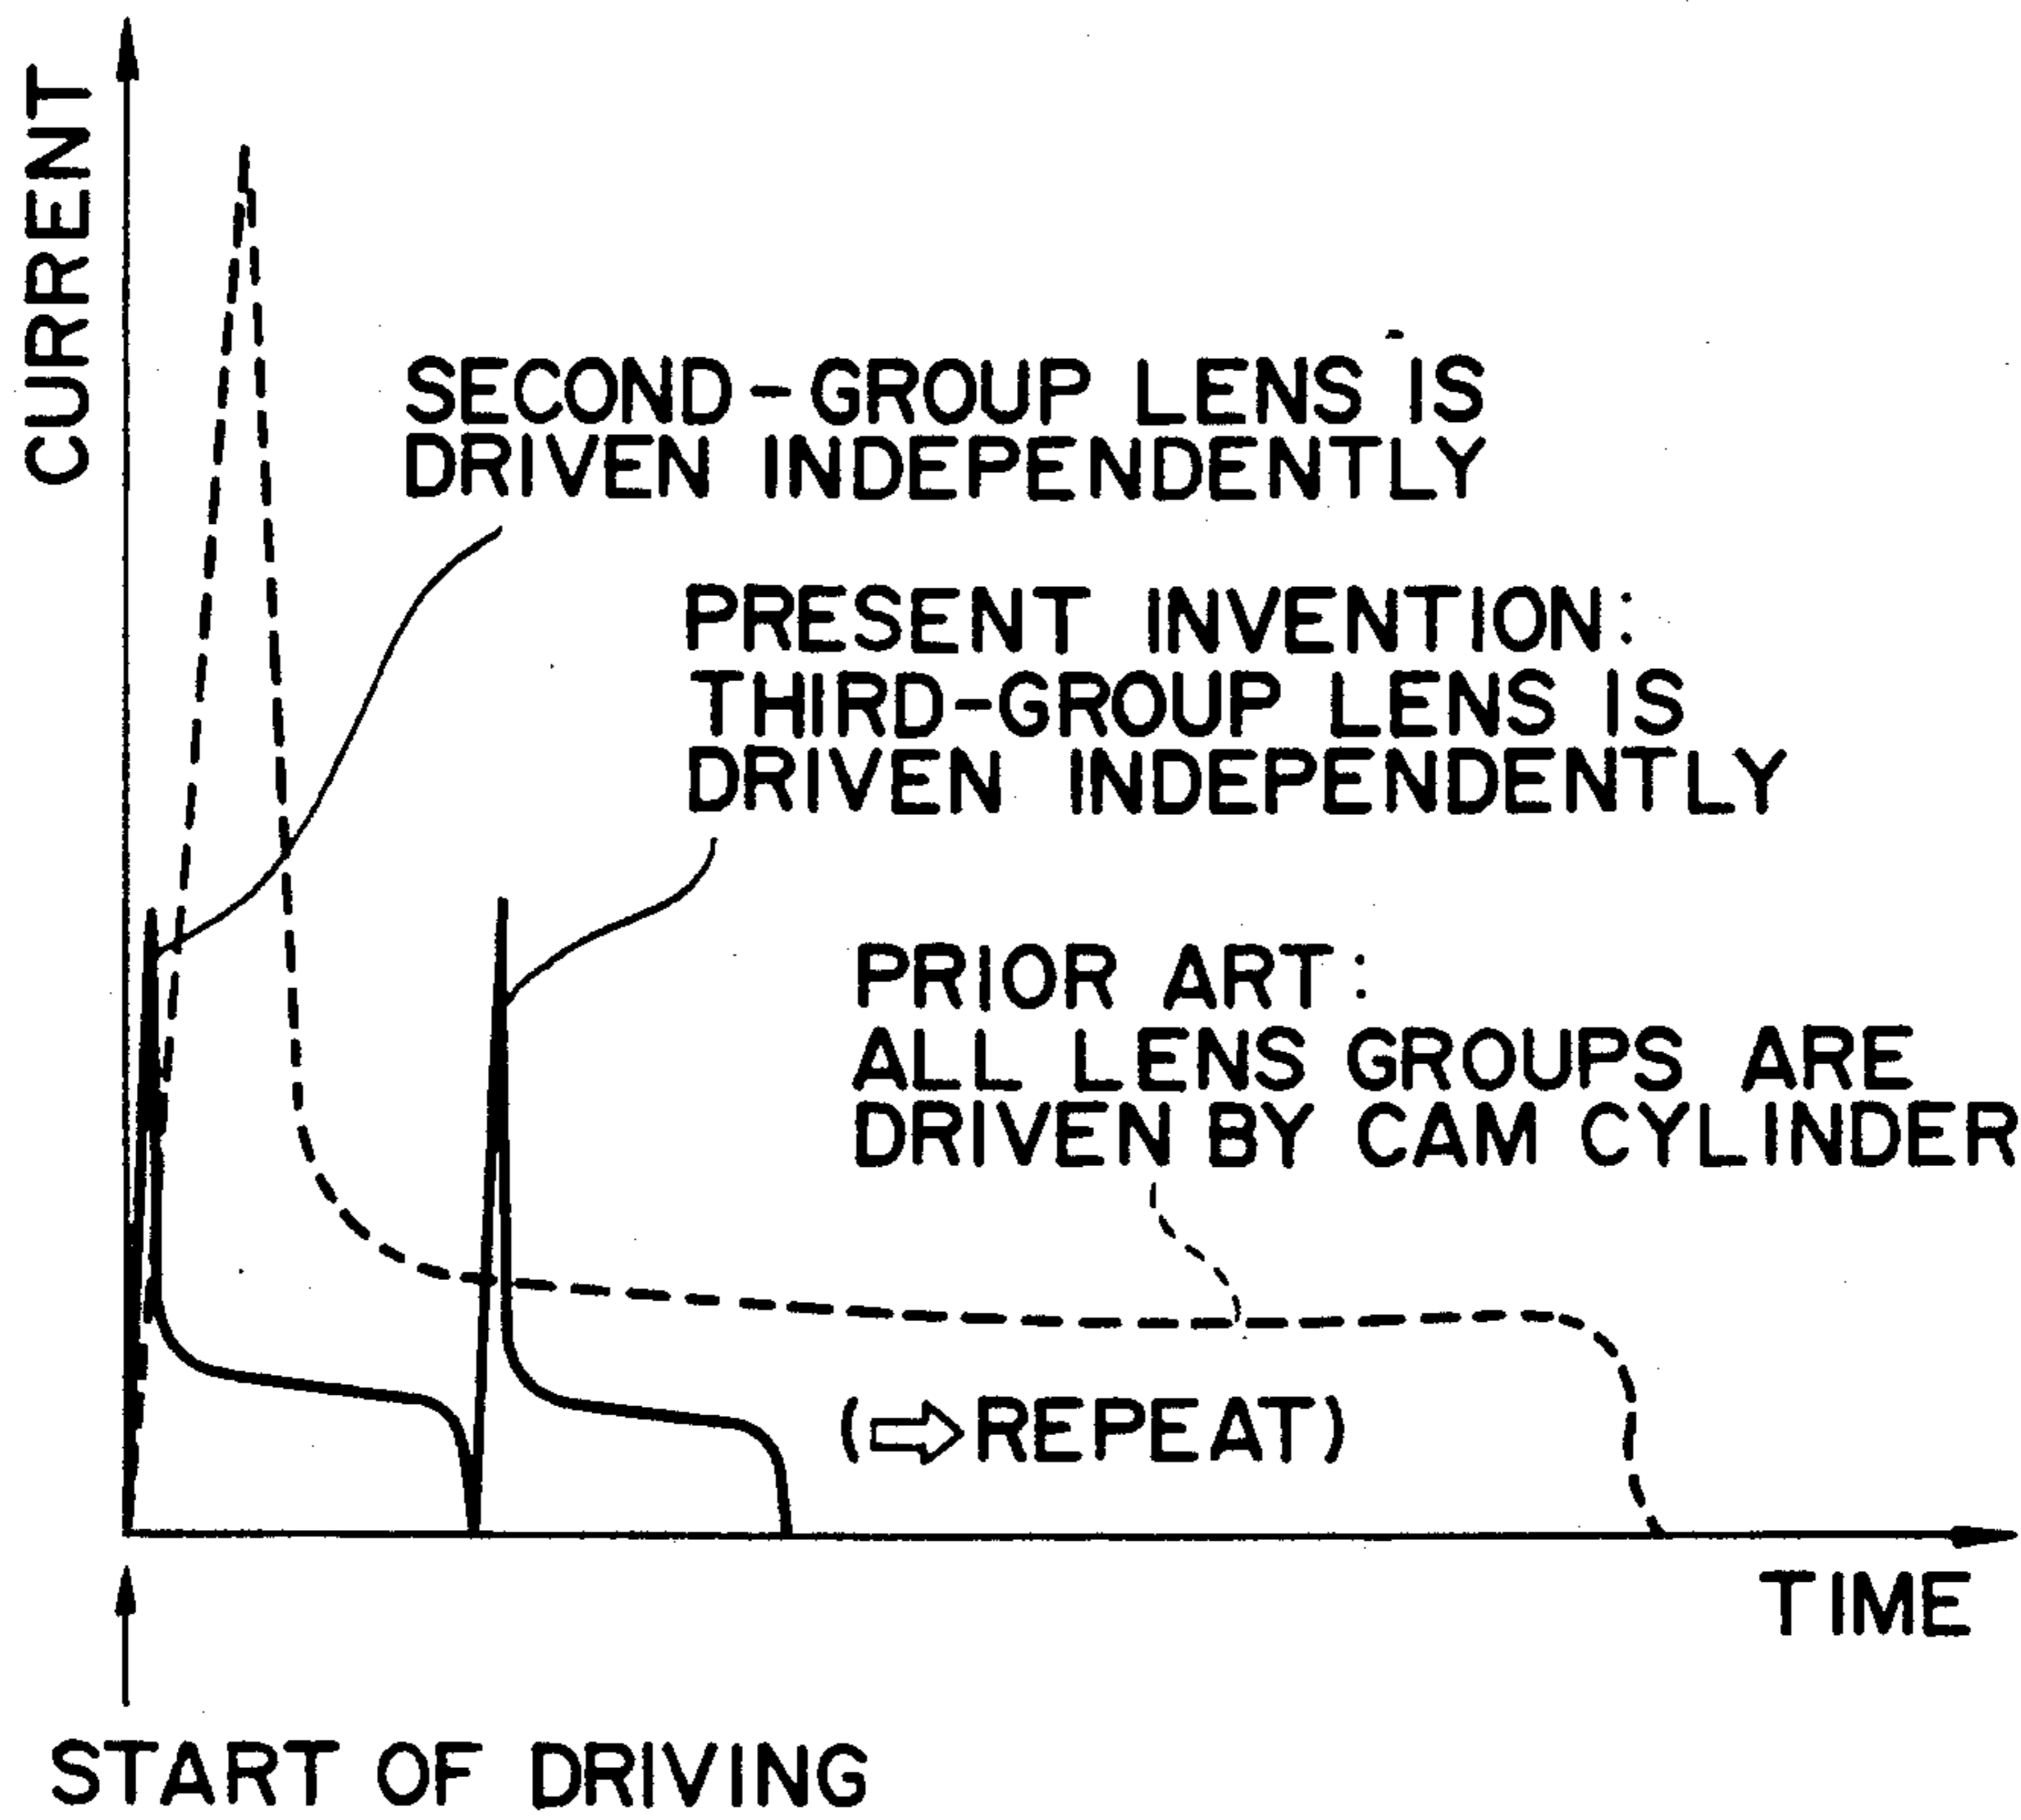 CURRENT
SECOND-GROUP LENS IS
DRIVEN INDEPENDENTLY
PRESENT INVENTION:
THIRD-GROUP LENS IS
DRIVEN INDEPENDENTLY
PRIOR ART:
ALL LENS GROUPS ARE
DRIVEN BY CAM CYLINDER
(⇨REPEAT)
TIME
START OF DRIVING